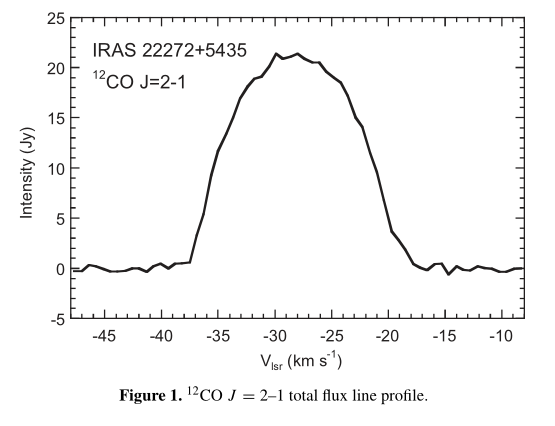 25
IRAS 22272+5435
20
¹²CO J=2-1
15
Intensity (Jy)
10
5
0
-5
-45 -40 -35 -30 -25 -20 -15 -10
V_lsr (km s⁻¹)
Figure 1. ¹²CO J = 2–1 total flux line profile.